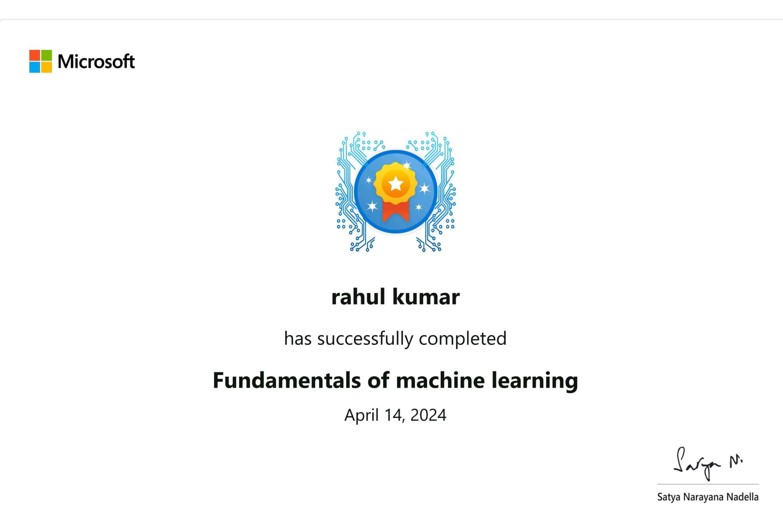 Microsoft
rahul kumar
has successfully completed
Fundamentals of machine learning
April 14, 2024
Satya N.
Satya Narayana Nadella